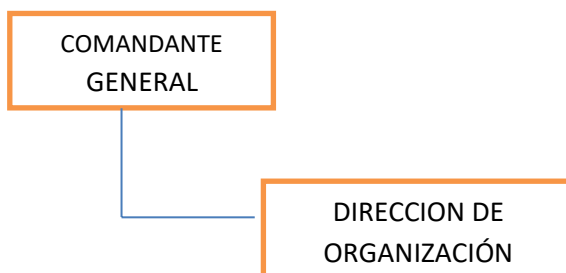 COMANDANTE
GENERAL
DIRECCION DE
ORGANIZACIÓN